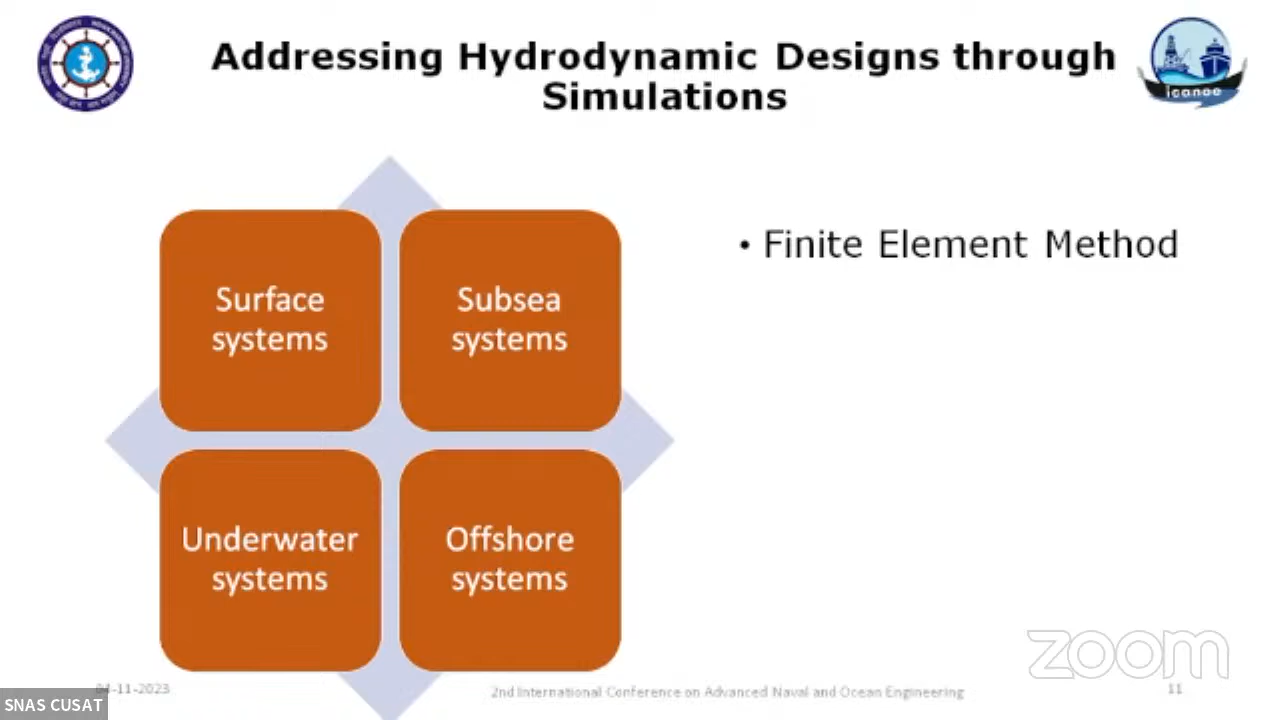 Addressing Hydrodynamic Designs through
Simulations
icanoe
Surface
systems
Subsea
systems
• Finite Element Method
Underwater
systems
Offshore
systems
zoom
04-11-2023
2nd International Conference on Advanced Naval and Ocean Engineering
11
SNAS CUSAT